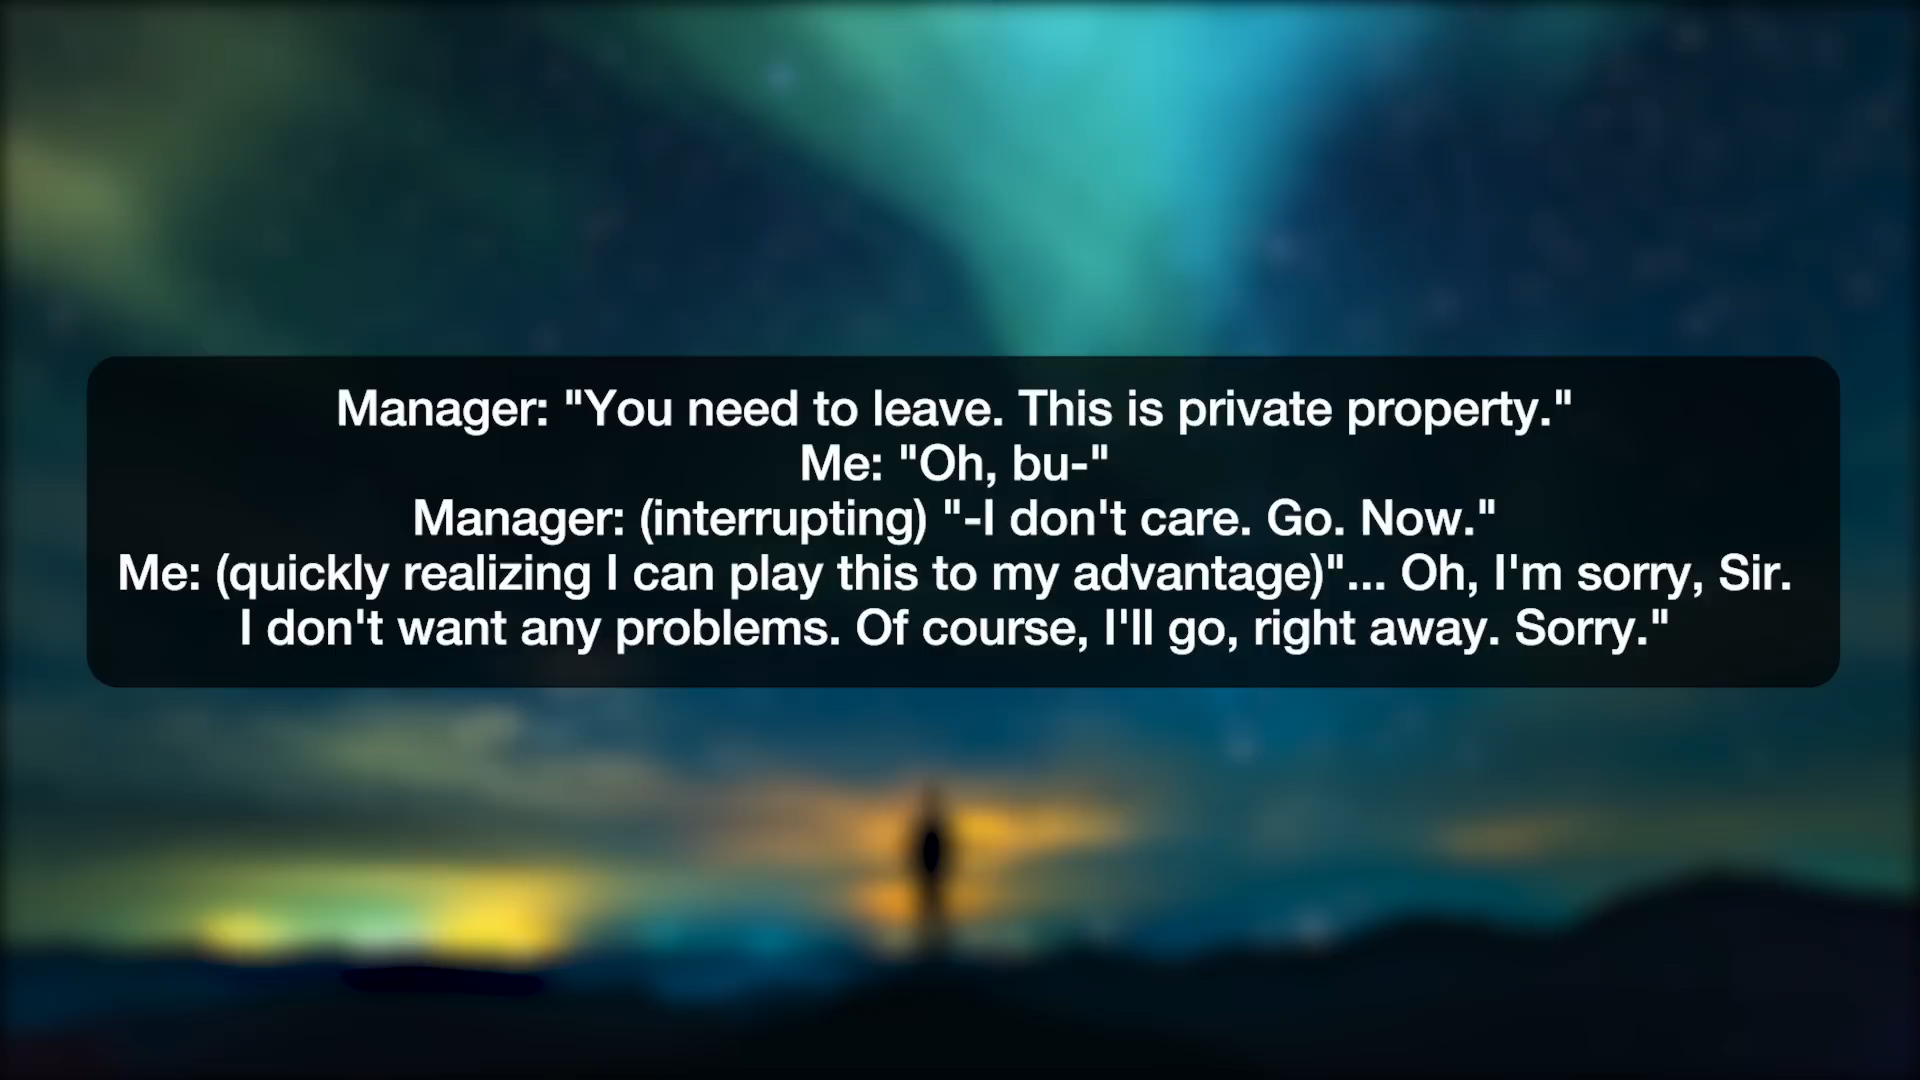 Manager: "You need to leave. This is private property."
Me: "Oh, bu-"
Manager: (interrupting) "-I don't care. Go. Now."
Me: (quickly realizing I can play this to my advantage)"... Oh, I'm sorry, Sir.
I don't want any problems. Of course, I'll go, right away. Sorry."